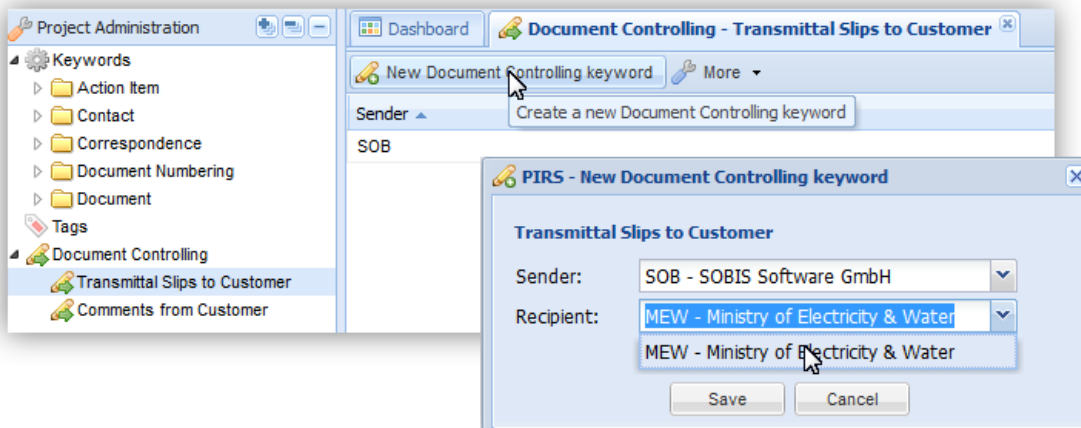 Project Administration
Keywords
Action Item
Contact
Correspondence
Document Numbering
Document
Tags
Document Controlling
Transmittal Slips to Customer
Comments from Customer
Dashboard
Document Controlling - Transmittal Slips to Customer
New Document Controlling keyword
More
Create a new Document Controlling keyword
Sender
SOB
PIRS - New Document Controlling keyword
Transmittal Slips to Customer
Sender: SOB - SOBIS Software GmbH
Recipient: MEW - Ministry of Electricity & Water
MEW - Ministry of Electricity & Water
Save Cancel